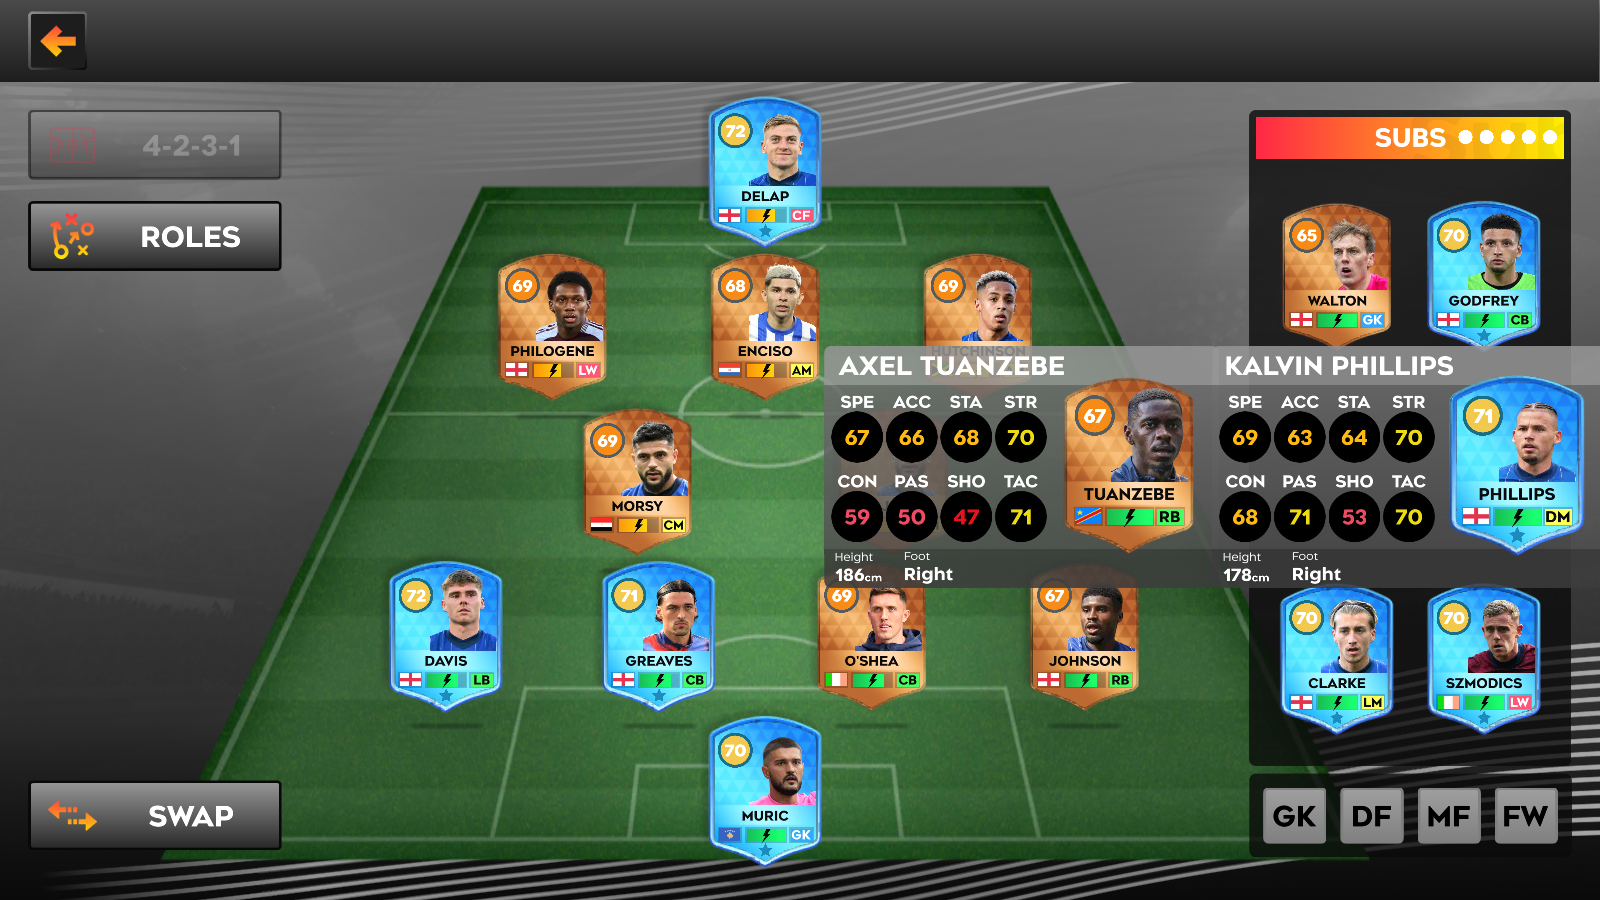 4-2-3-1
ROLES
SWAP
72
DELAP
CF
69
PHILOGENE
LW
68
ENCISO
AM
69
HUTCHINSON
69
MORSY
CM
72
DAVIS
LB
71
GREAVES
CB
69
O'SHEA
CB
67
JOHNSON
RB
70
MURIC
GK
AXEL TUANZEBE
SPE ACC STA STR
67 66 68 70
CON PAS SHO TAC
59 50 47 71
Height Foot
186cm Right
67
TUANZEBE
RB
KALVIN PHILLIPS
SPE ACC STA STR
69 63 64 70
CON PAS SHO TAC
68 71 53 70
Height Foot
178cm Right
71
PHILLIPS
DM
SUBS
65
WALTON
GK
70
GODFREY
CB
70
CLARKE
LM
70
SZMODICS
LW
GK DF MF FW